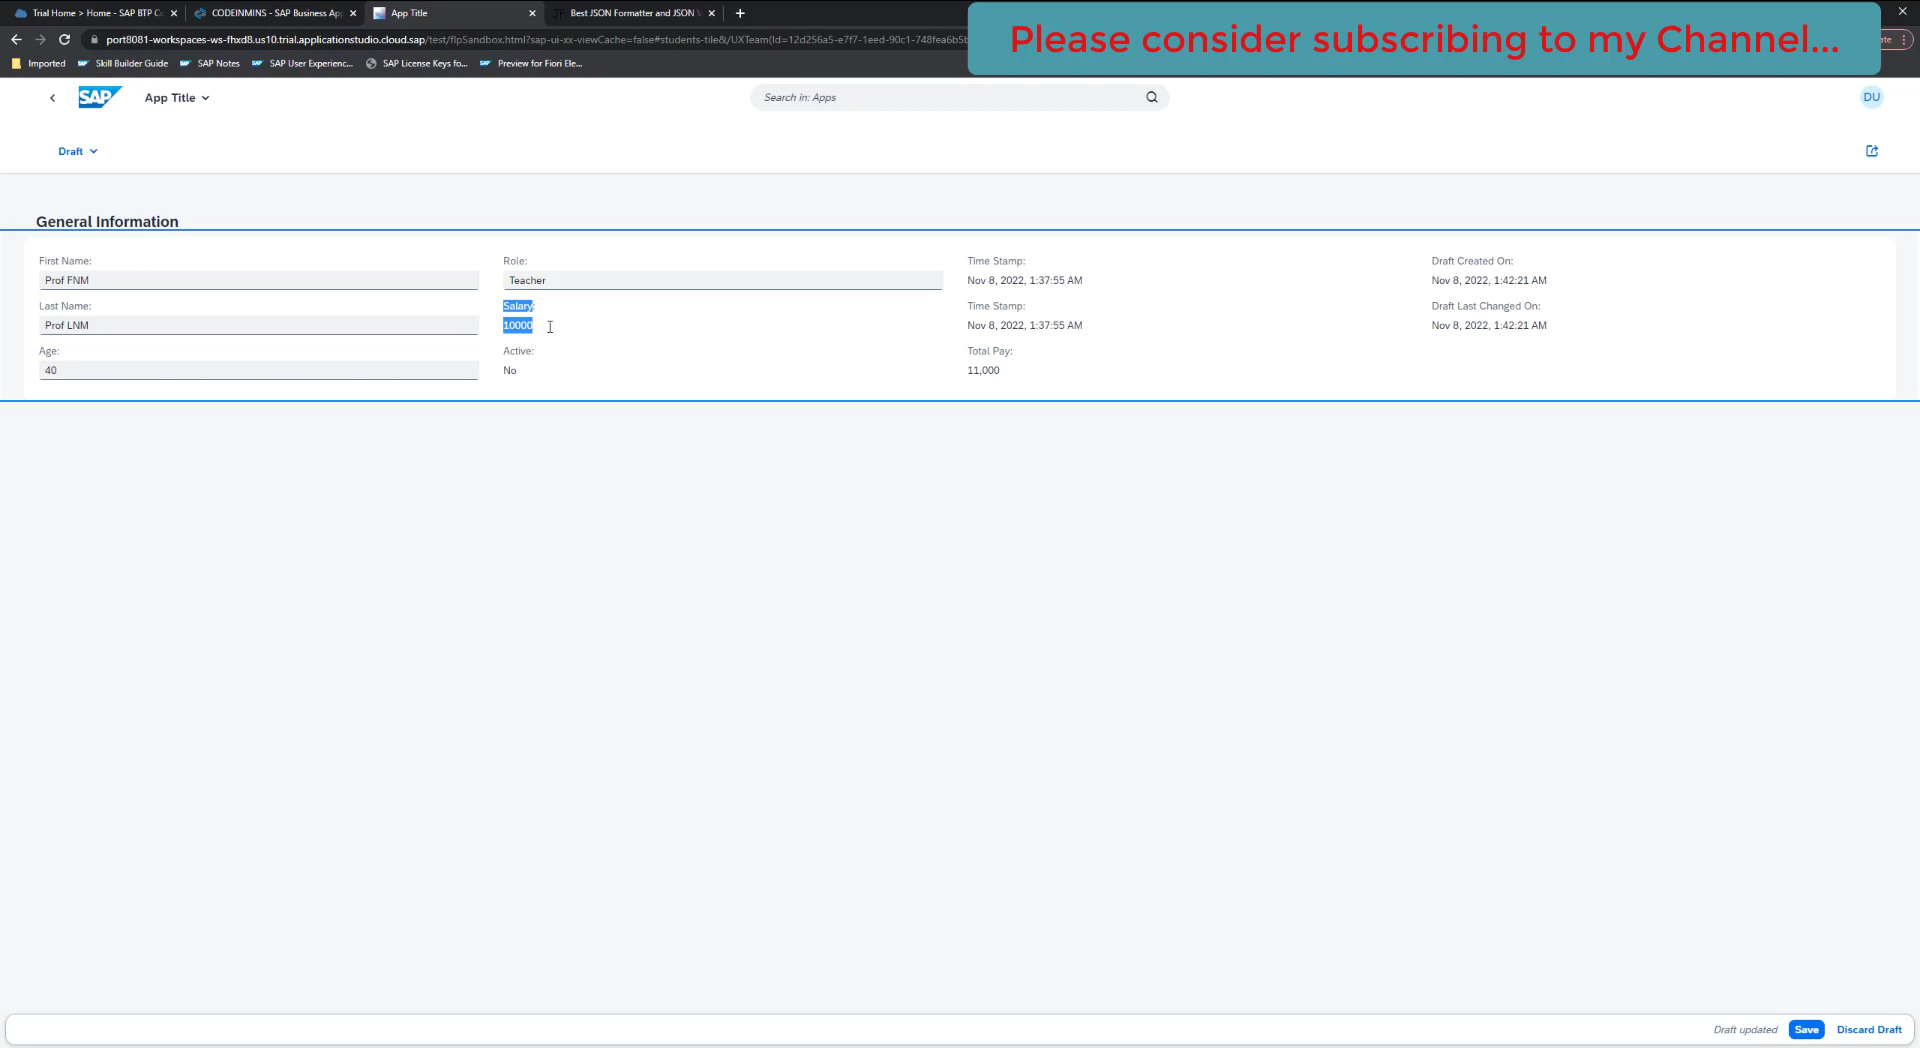 Trial Home > Home - SAP BTP C
CODEINMINS - SAP Business Ap
App Title
Best JSON Formatter and JSON
Please consider subscribing to my Channel...
port8081-workspaces-ws-fhxd8.us10.trial.applicationstudio.cloud.sap/test/flpSandbox.html?sap-ui-xx-viewCache=false#students-tile&/UXTeam(Id=12d256a5-e7f7-1eed-90c1-748fea6b5b
Imported
Skill Builder Guide
SAP Notes
SAP User Experienc...
SAP License Keys fo...
Preview for Fiori Ele...
SAP
App Title
Search in: Apps
DU
Draft
General Information
First Name:
Prof FNM
Last Name:
Prof LNM
Age:
40
Role:
Teacher
Salary:
10000
Active:
No
Time Stamp:
Nov 8, 2022, 1:37:55 AM
Time Stamp:
Nov 8, 2022, 1:37:55 AM
Total Pay:
11,000
Draft Created On:
Nov 8, 2022, 1:42:21 AM
Draft Last Changed On:
Nov 8, 2022, 1:42:21 AM
Draft updated
Save
Discard Draft